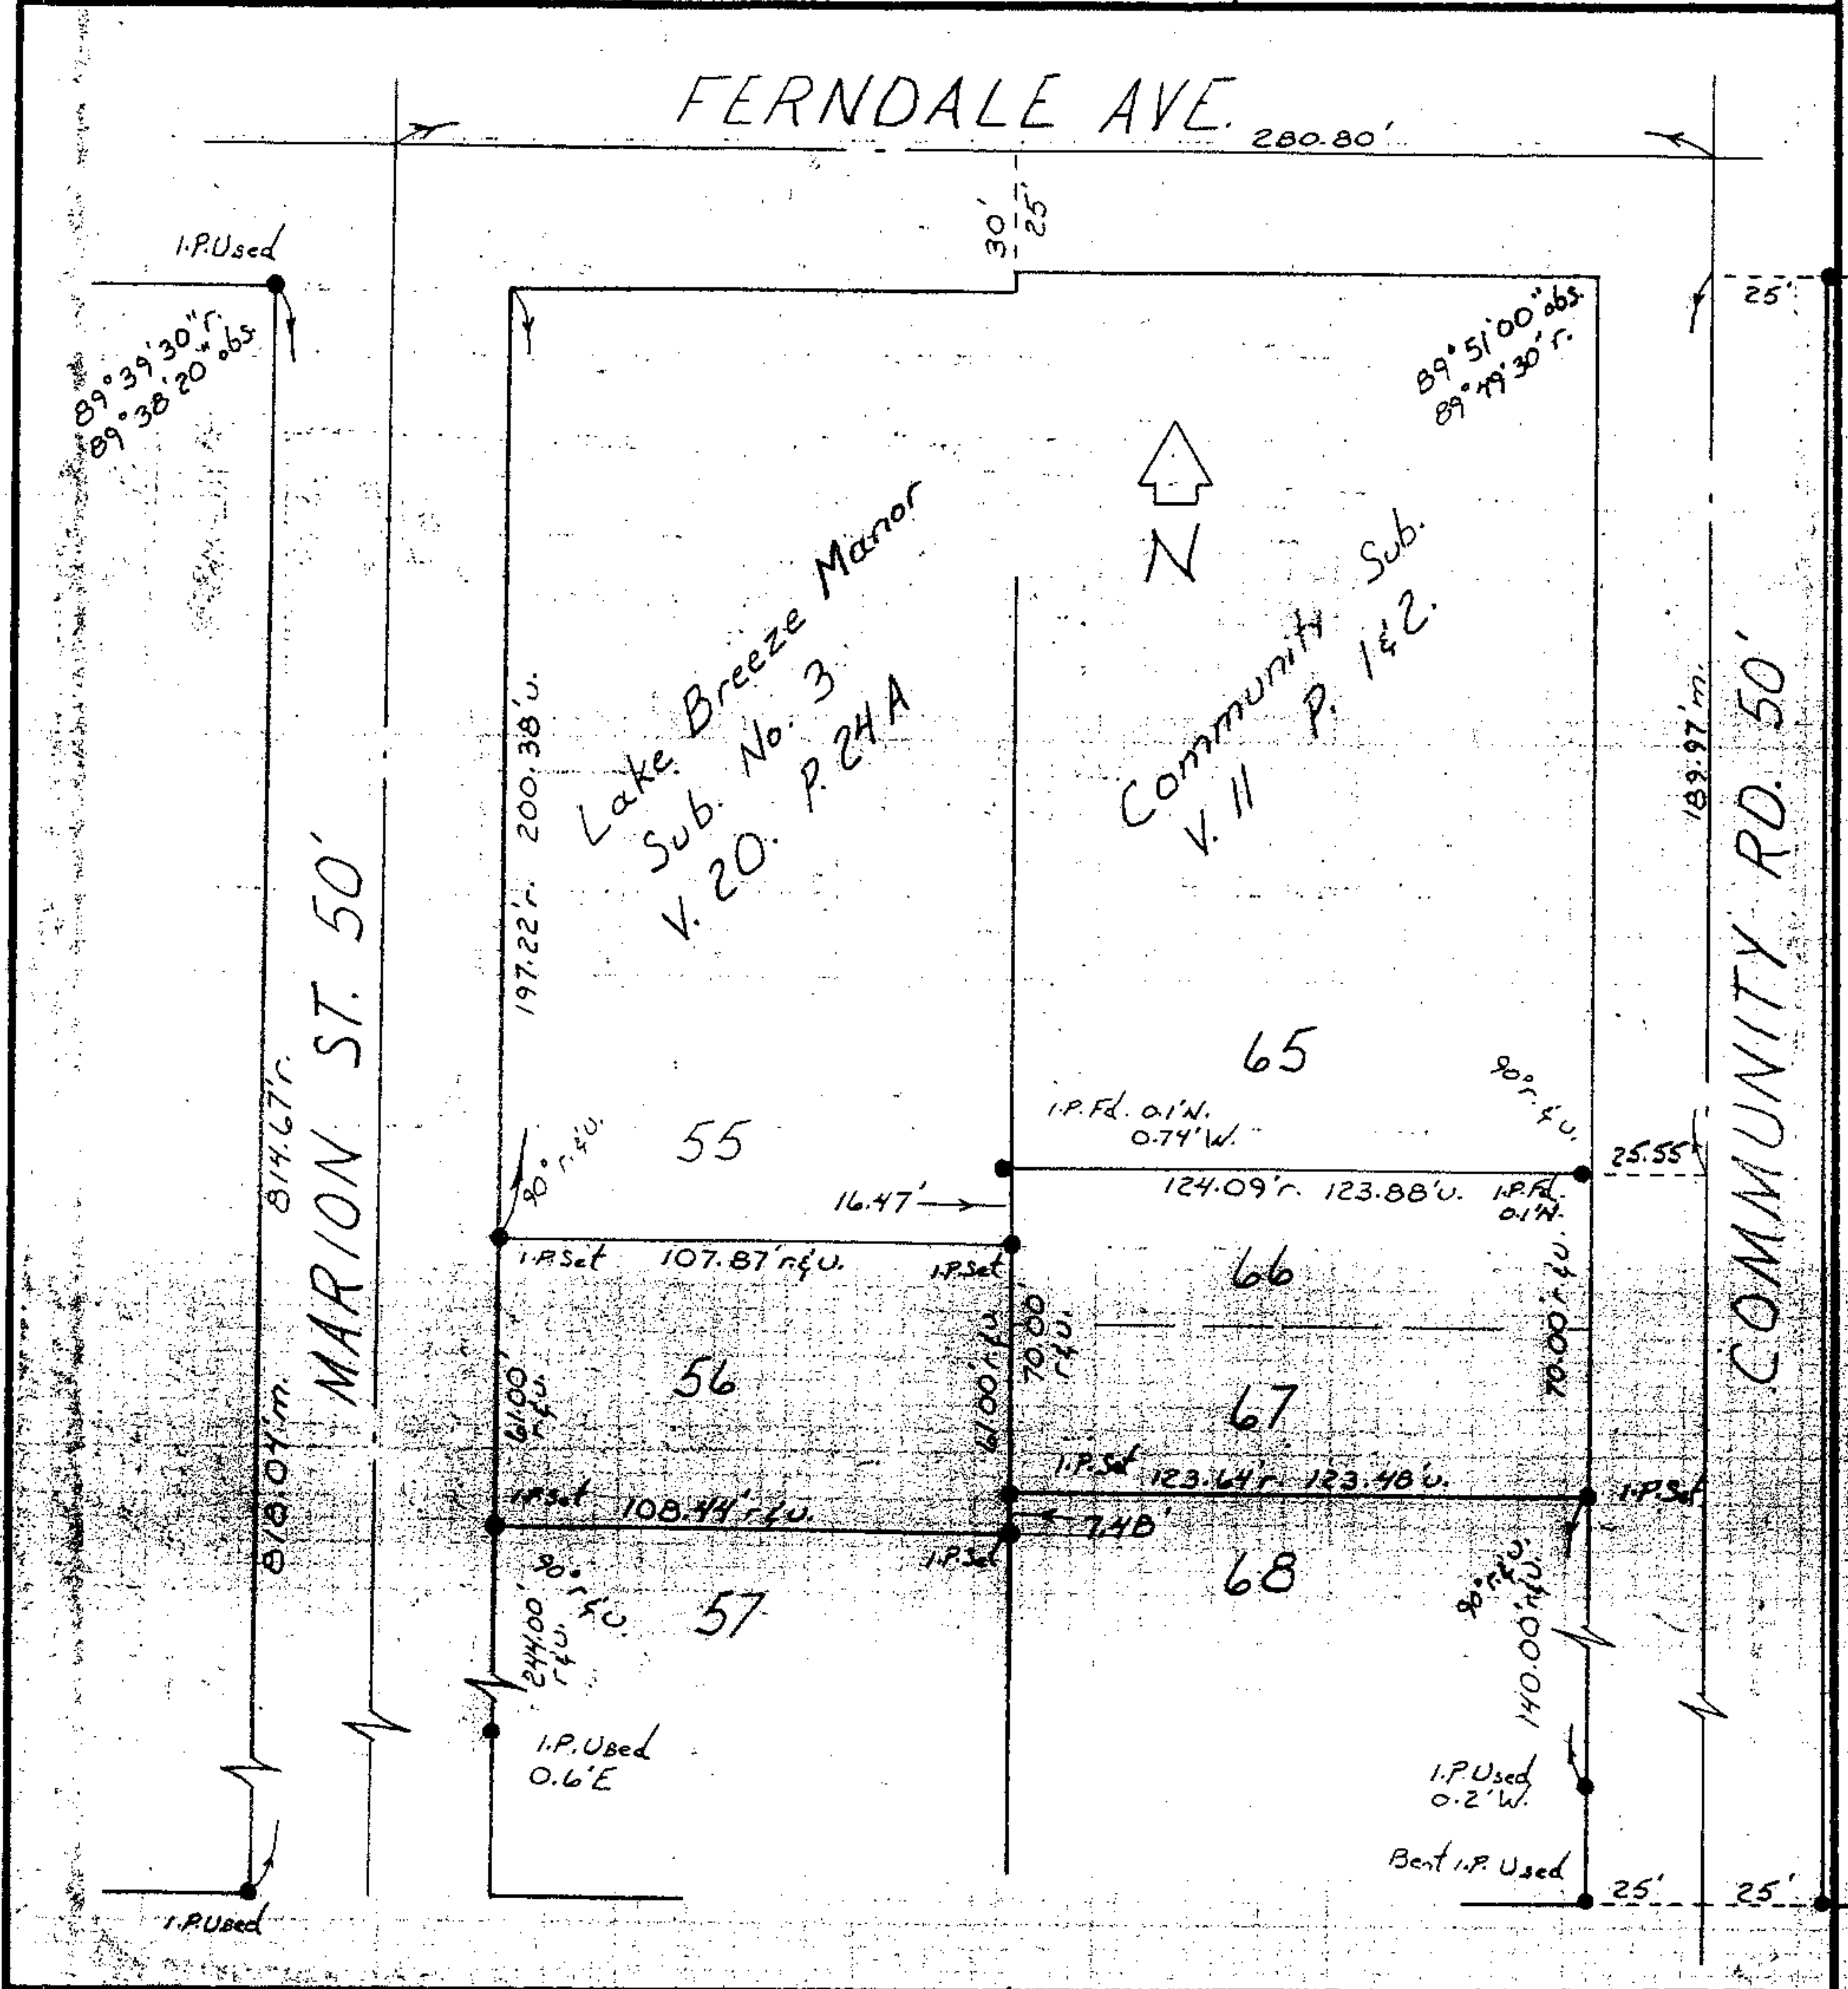 FERNDALE AVE.
280.80'
30'
25'
I.P. Used
89°39'30" r.
89°38'20" obs.
89°51'00" obs.
89°49'30" r.
25'
N
Lake Breeze Manor
Sub. No. 3
V. 20. P. 24A
Community Sub.
V. 11 P. 1 & 2.
197.22' r. 200.38' u.
189.97' m.
MARION ST. 50'
814.67' r.
818.04' m.
COMMUNITY RD. 50'
65
55
90° r. & u.
90° r. & u.
I.P. Fd. 0.1' N.
0.74' W.
25.55'
124.09' r. 123.88' u.
I.P. Fd.
0.1' N.
16.47'
I.P. Set
107.87' r & u.
I.P. Set
66
61.00'
r & u.
56
61.00' r & u.
70.00
r & u.
67
70.00' r & u.
I.P. Set
123.64' r. 123.48' u.
I.P. Set
I.P. Set
108.44' r & u.
7.48'
I.P. Set
90° r & u.
57
68
90° r & u.
244.00'
r & u.
140.00' r & u.
I.P. Used
0.6' E
I.P. Used
0.2' W.
Bent I.P. Used
25'
25'
I.P. Used